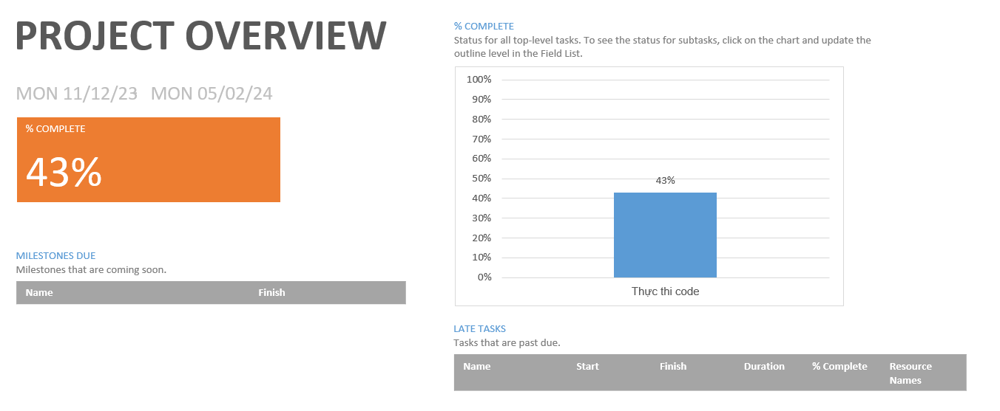 PROJECT OVERVIEW
MON 11/12/23 MON 05/02/24
% COMPLETE
43%
MILESTONES DUE
Milestones that are coming soon.
Name Finish
% COMPLETE
Status for all top-level tasks. To see the status for subtasks, click on the chart and update the
outline level in the Field List.
100%
90%
80%
70%
60%
50%
43%
40%
30%
20%
10%
0%
Thực thi code
LATE TASKS
Tasks that are past due.
Name Start Finish Duration % Complete Resource
Names